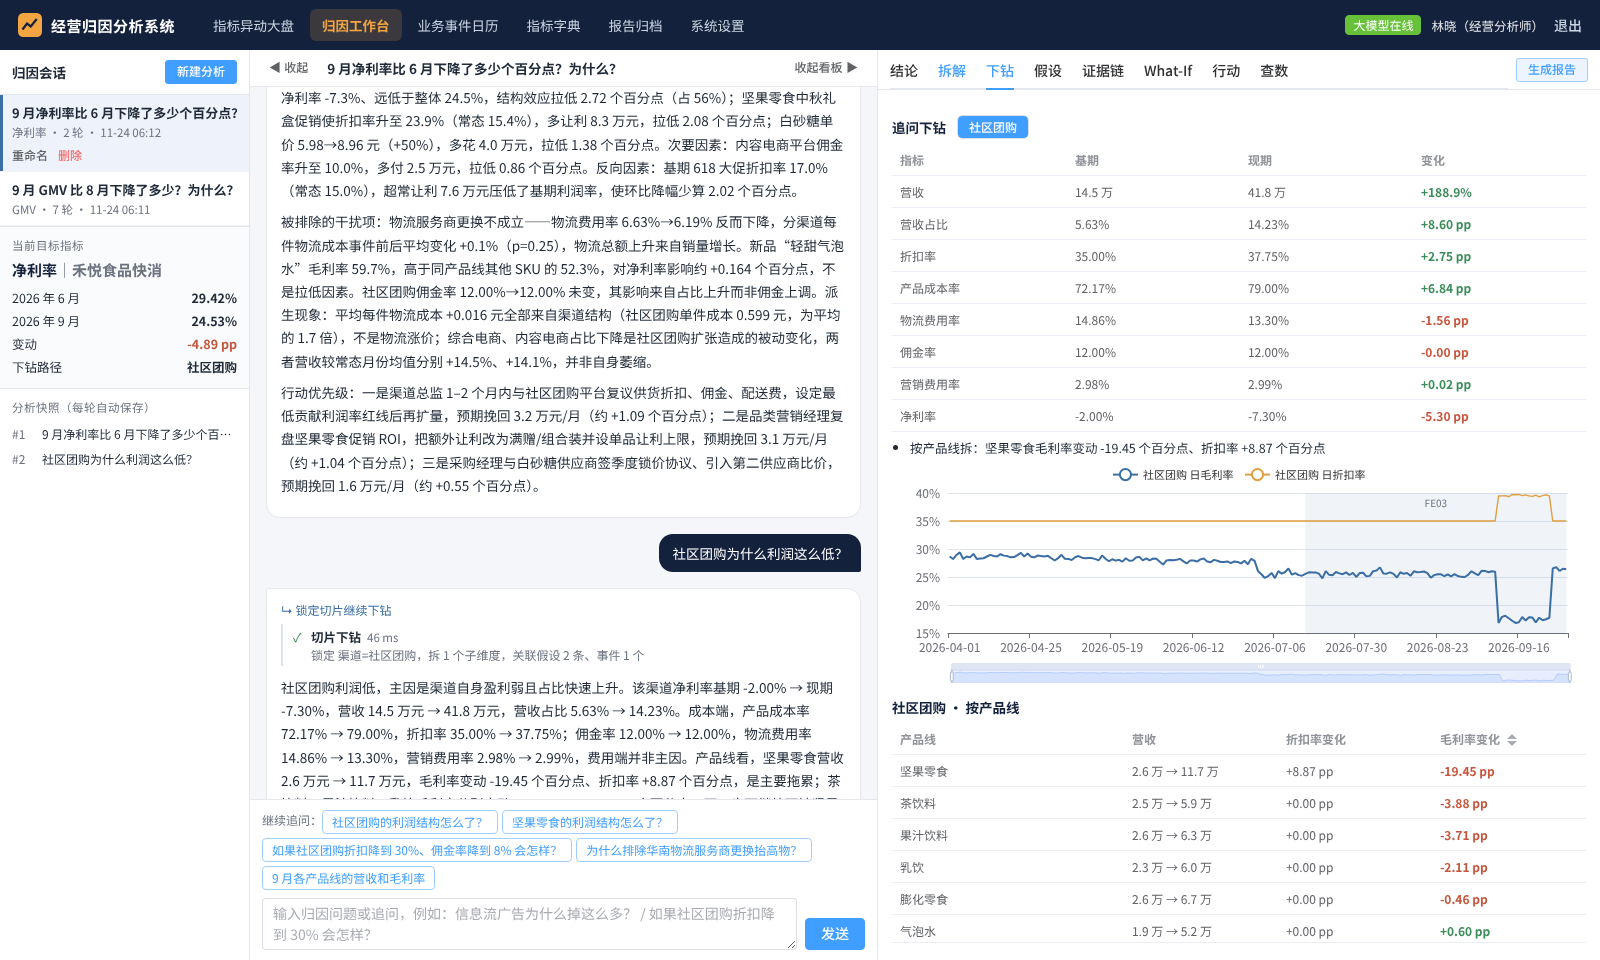 经营归因分析系统
指标异动大盘 归因工作台 业务事件日历 指标字典 报告归档 系统设置
大模型在线 林晓（经营分析师） 退出
归因会话 新建分析
9 月净利率比 6 月下降了多少个百分点？
净利率 · 2 轮 · 11-24 06:12
重命名 删除
9 月 GMV 比 8 月下降了多少？为什么？
GMV · 7 轮 · 11-24 06:11
当前目标指标
净利率 | 禾悦食品快消
2026 年 6 月 29.42%
2026 年 9 月 24.53%
变动 -4.89 pp
下钻路径 社区团购
分析快照（每轮自动保存）
#1 9 月净利率比 6 月下降了多少个百…
#2 社区团购为什么利润这么低？
◀ 收起 9 月净利率比 6 月下降了多少个百分点？为什么？ 收起看板 ▶
净利率 -7.3%、远低于整体 24.5%，结构效应拉低 2.72 个百分点（占 56%）；坚果零食中秋礼
盒促销使折扣率升至 23.9%（常态 15.4%），多让利 8.3 万元，拉低 2.08 个百分点；白砂糖单
价 5.98→8.96 元（+50%），多花 4.0 万元，拉低 1.38 个百分点。次要因素：内容电商平台佣金
率升至 10.0%，多付 2.5 万元，拉低 0.86 个百分点。反向因素：基期 618 大促折扣率 17.0%
（常态 15.0%），超常让利 7.6 万元压低了基期利润率，使环比降幅少算 2.02 个百分点。
被排除的干扰项：物流服务商更换不成立——物流费用率 6.63%→6.19% 反而下降，分渠道每
件物流成本事件前后平均变化 +0.1%（p=0.25），物流总额上升来自销量增长。新品“轻甜气泡
水”毛利率 59.7%，高于同产品线其他 SKU 的 52.3%，对净利率影响约 +0.164 个百分点，不
是拉低因素。社区团购佣金率 12.00%→12.00% 未变，其影响来自占比上升而非佣金上调。派
生现象：平均每件物流成本 +0.016 元全部来自渠道结构（社区团购单件成本 0.599 元，为平均
的 1.7 倍），不是物流涨价；综合电商、内容电商占比下降是社区团购扩张造成的被动变化，两
者营收较常态月份均值分别 +14.5%、+14.1%，并非自身萎缩。
行动优先级：一是渠道总监 1–2 个月内与社区团购平台复议供货折扣、佣金、配送费，设定最
低贡献利润率红线后再扩量，预期挽回 3.2 万元/月（约 +1.09 个百分点）；二是品类营销经理复
盘坚果零食促销 ROI，把额外让利改为满赠/组合装并设单品让利上限，预期挽回 3.1 万元/月
（约 +1.04 个百分点）；三是采购经理与白砂糖供应商签季度锁价协议、引入第二供应商比价，
预期挽回 1.6 万元/月（约 +0.55 个百分点）。
社区团购为什么利润这么低？
↳ 锁定切片继续下钻
✓ 切片下钻 46 ms
锁定 渠道=社区团购，拆 1 个子维度，关联假设 2 条、事件 1 个
社区团购利润低，主因是渠道自身盈利弱且占比快速上升。该渠道净利率基期 -2.00% → 现期
-7.30%，营收 14.5 万元 → 41.8 万元，营收占比 5.63% → 14.23%。成本端，产品成本率
72.17% → 79.00%，折扣率 35.00% → 37.75%；佣金率 12.00% → 12.00%，物流费用率
14.86% → 13.30%，营销费用率 2.98% → 2.99%，费用端并非主因。产品线看，坚果零食营收
2.6 万元 → 11.7 万元，毛利率变动 -19.45 个百分点、折扣率 +8.87 个百分点，是主要拖累；茶
继续追问： 社区团购的利润结构怎么了？ 坚果零食的利润结构怎么了？
如果社区团购折扣降到 30%、佣金率降到 8% 会怎样？ 为什么排除华南物流服务商更换抬高物？
9 月各产品线的营收和毛利率
输入归因问题或追问，例如：信息流广告为什么掉这么多？ / 如果社区团购折扣降
到 30% 会怎样？
发送
结论 拆解 下钻 假设 证据链 What-If 行动 查数 生成报告
追问下钻 社区团购
指标 基期 现期 变化
营收 14.5 万 41.8 万 +188.9%
营收占比 5.63% 14.23% +8.60 pp
折扣率 35.00% 37.75% +2.75 pp
产品成本率 72.17% 79.00% +6.84 pp
物流费用率 14.86% 13.30% -1.56 pp
佣金率 12.00% 12.00% -0.00 pp
营销费用率 2.98% 2.99% +0.02 pp
净利率 -2.00% -7.30% -5.30 pp
• 按产品线拆：坚果零食毛利率变动 -19.45 个百分点、折扣率 +8.87 个百分点
社区团购 日毛利率 社区团购 日折扣率
40%
35%
30%
25%
20%
15%
FE03
2026-04-01 2026-04-25 2026-05-19 2026-06-12 2026-07-06 2026-07-30 2026-08-23 2026-09-16
社区团购 · 按产品线
产品线 营收 折扣率变化 毛利率变化
坚果零食 2.6 万 → 11.7 万 +8.87 pp -19.45 pp
茶饮料 2.5 万 → 5.9 万 +0.00 pp -3.88 pp
果汁饮料 2.6 万 → 6.3 万 +0.00 pp -3.71 pp
乳饮 2.3 万 → 6.0 万 +0.00 pp -2.11 pp
膨化零食 2.6 万 → 6.7 万 +0.00 pp -0.46 pp
气泡水 1.9 万 → 5.2 万 +0.00 pp +0.60 pp